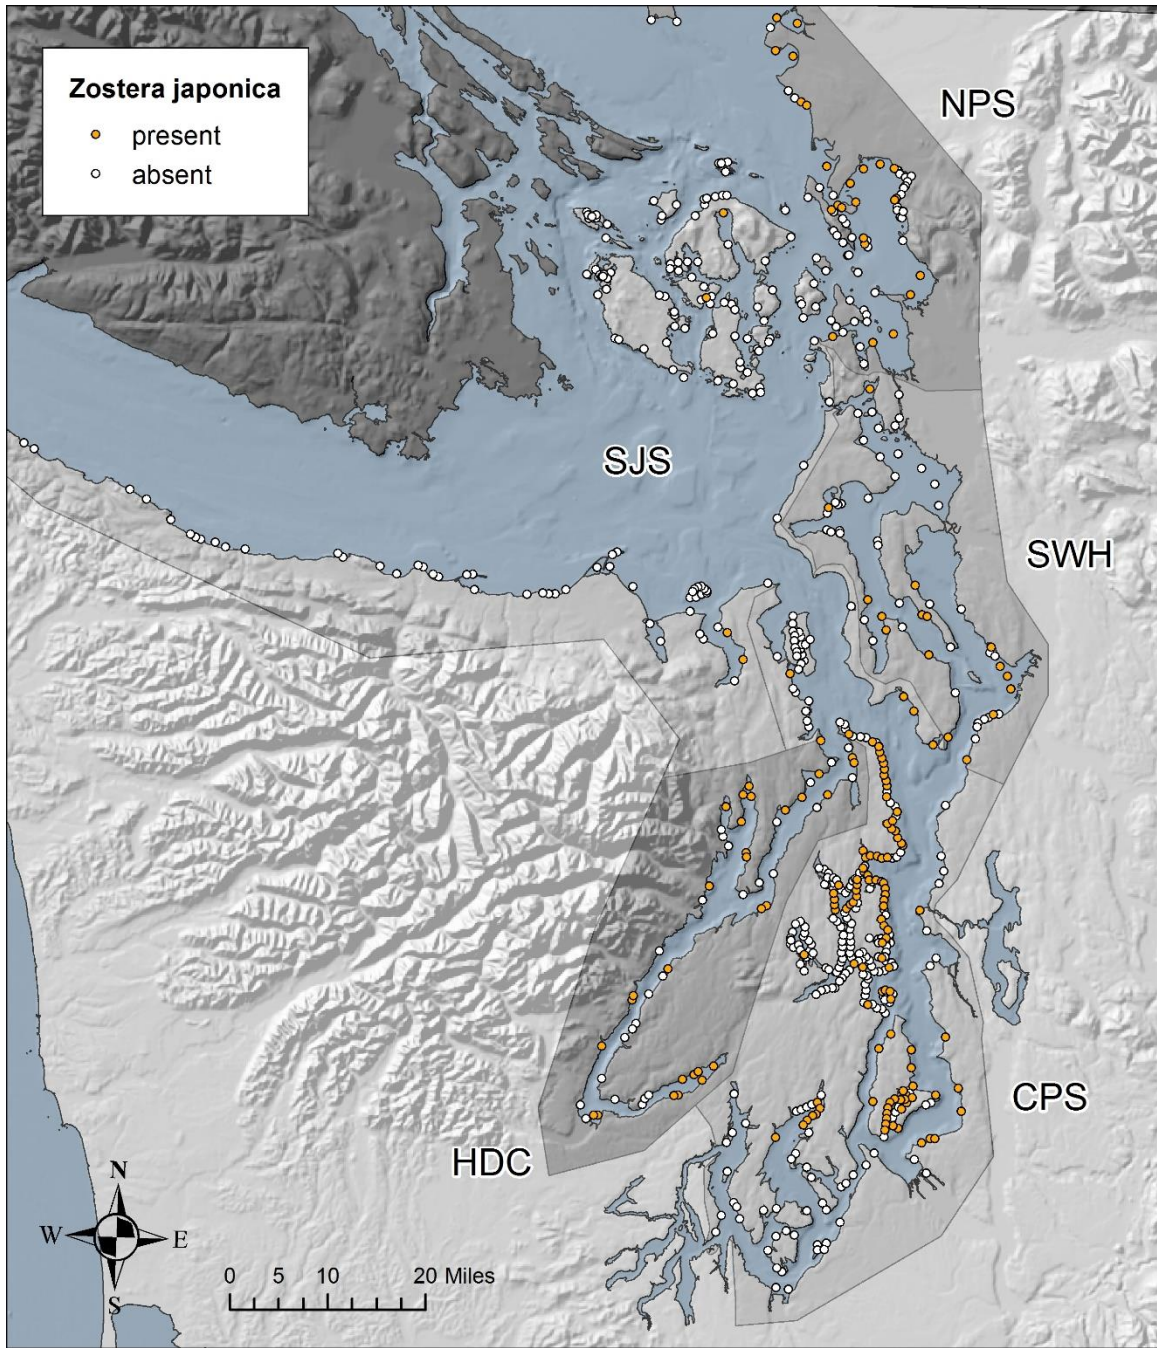 Zostera japonica
present
absent
NPS
SJS
SWH
CPS
HDC
N
W E
S
0 5 10 20 Miles